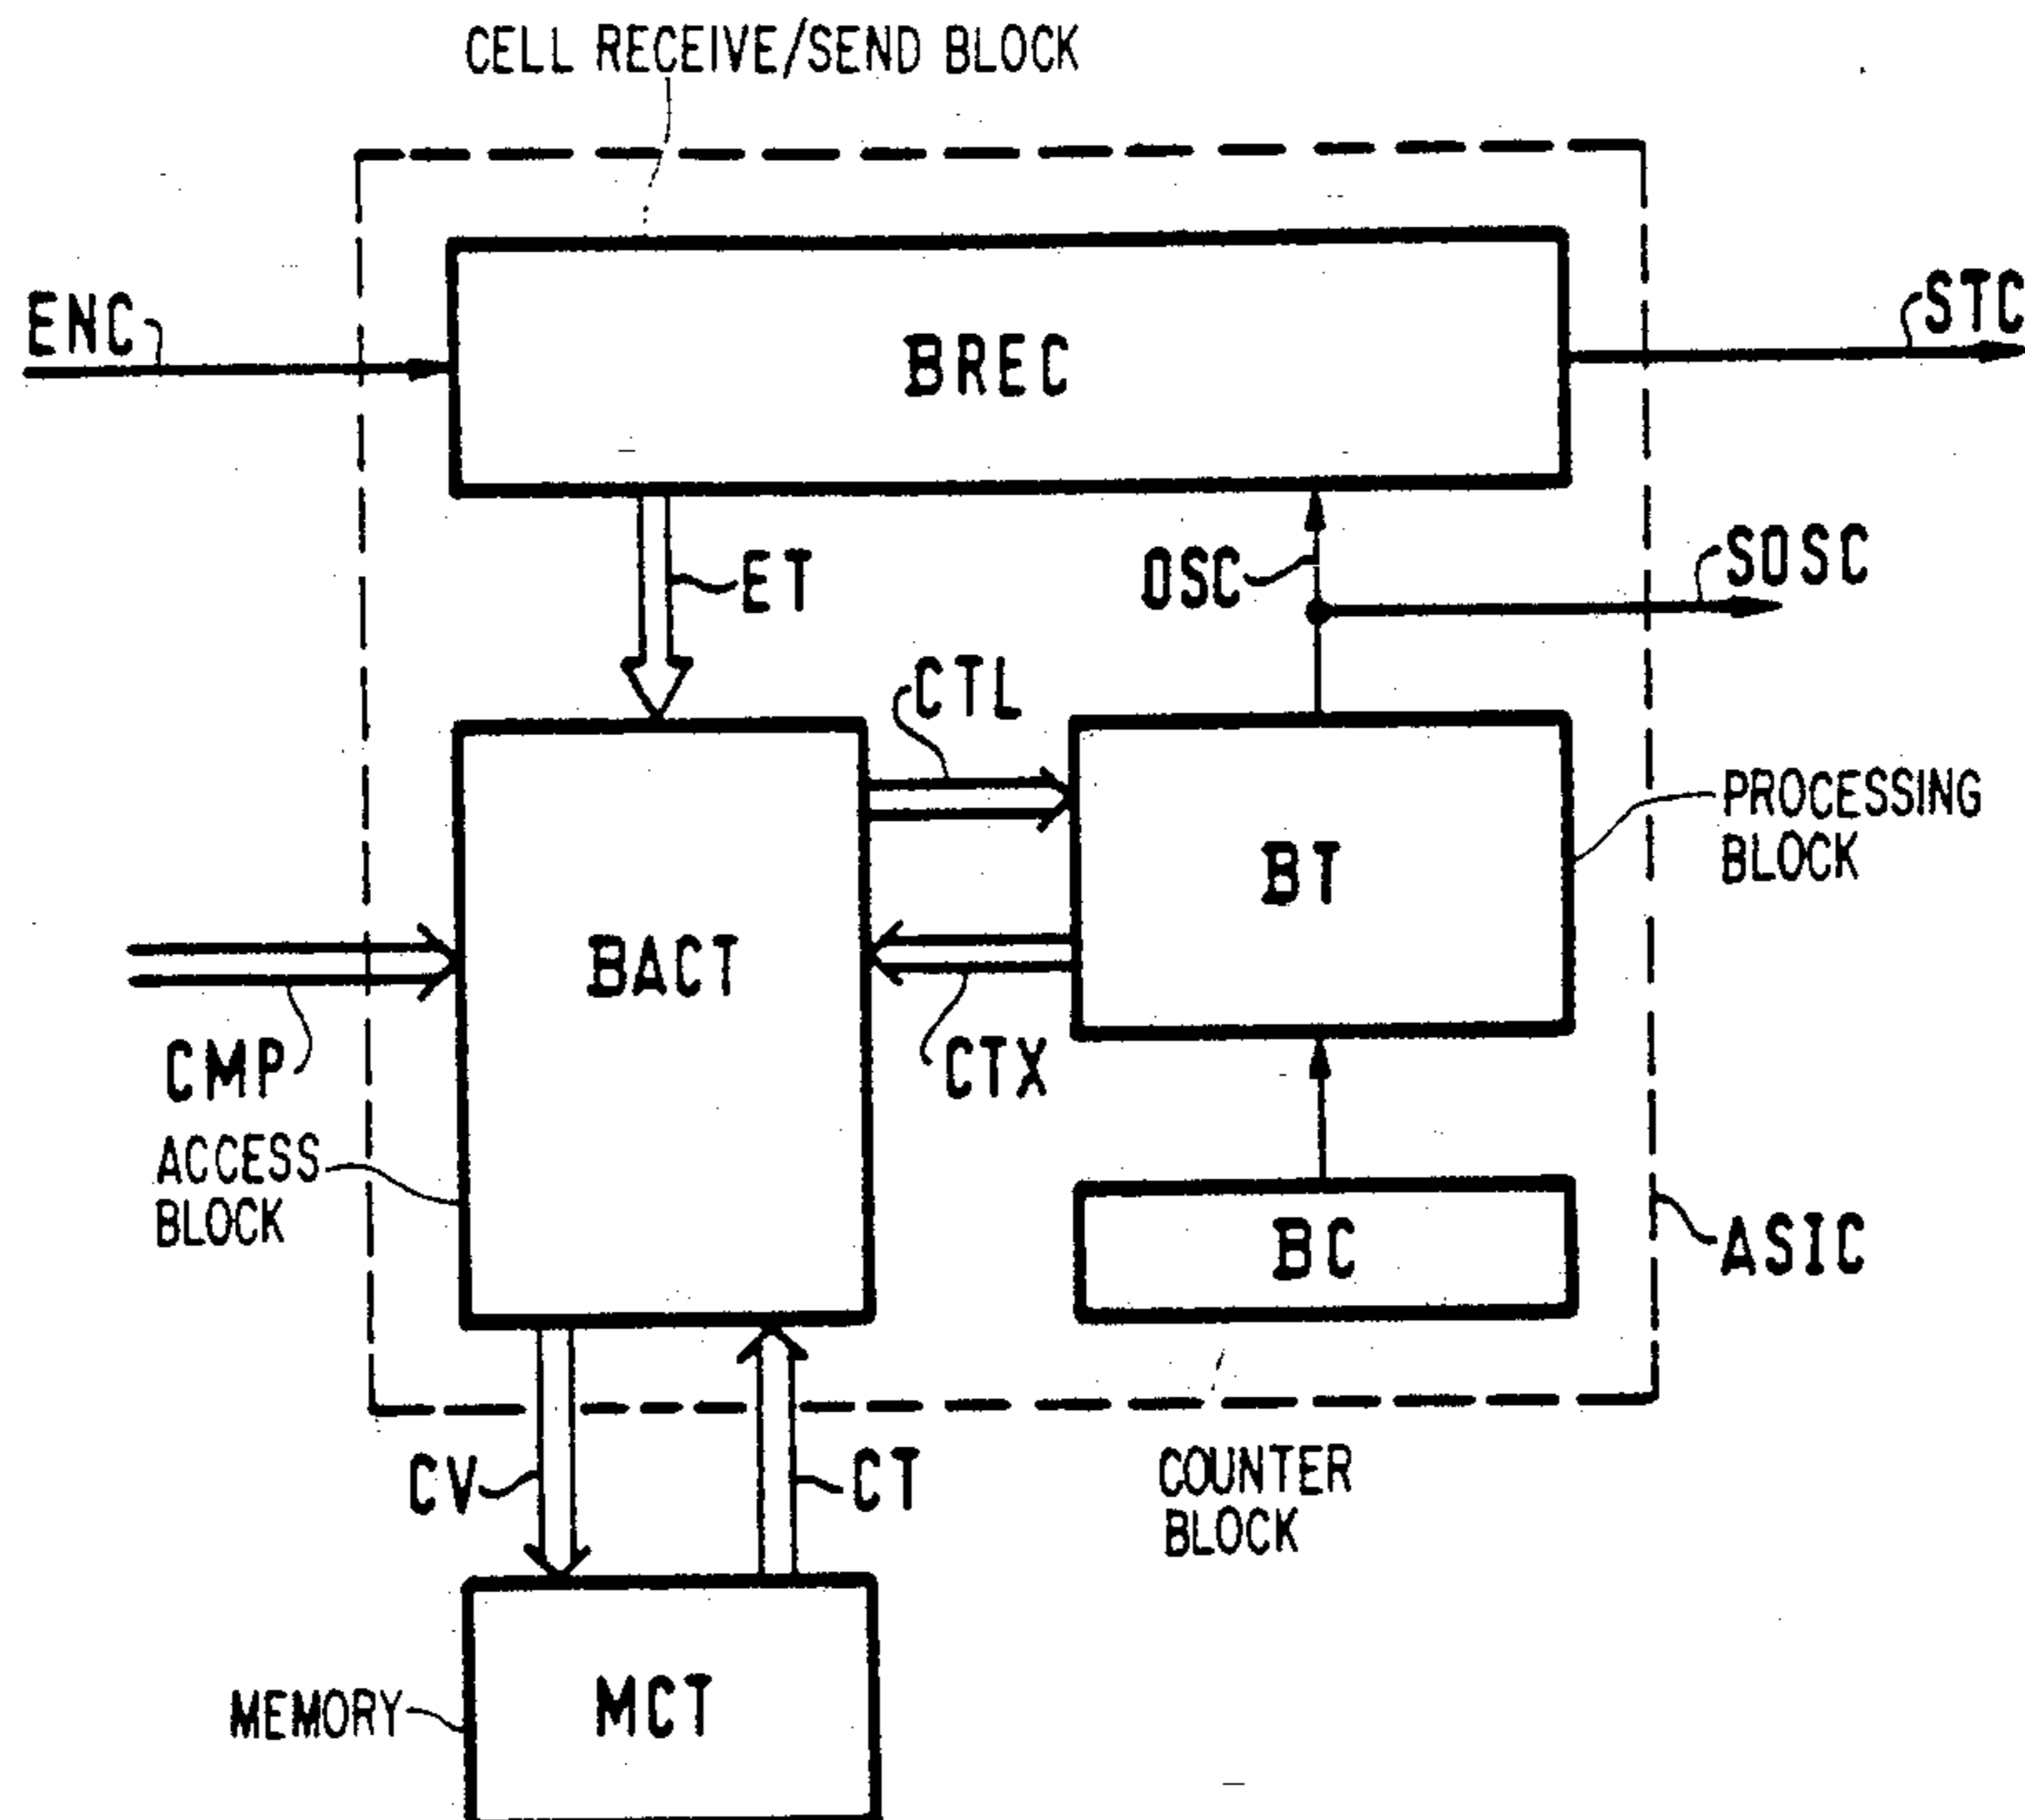 CELL RECEIVE/SEND BLOCK
ENC
STC
BREC
ET
OSC
SOSC
CTL
PROCESSING
BLOCK
BT
BACT
CMP
CTX
ACCESS
BLOCK
BC
ASIC
CV
CT
COUNTER
BLOCK
MEMORY
MCT